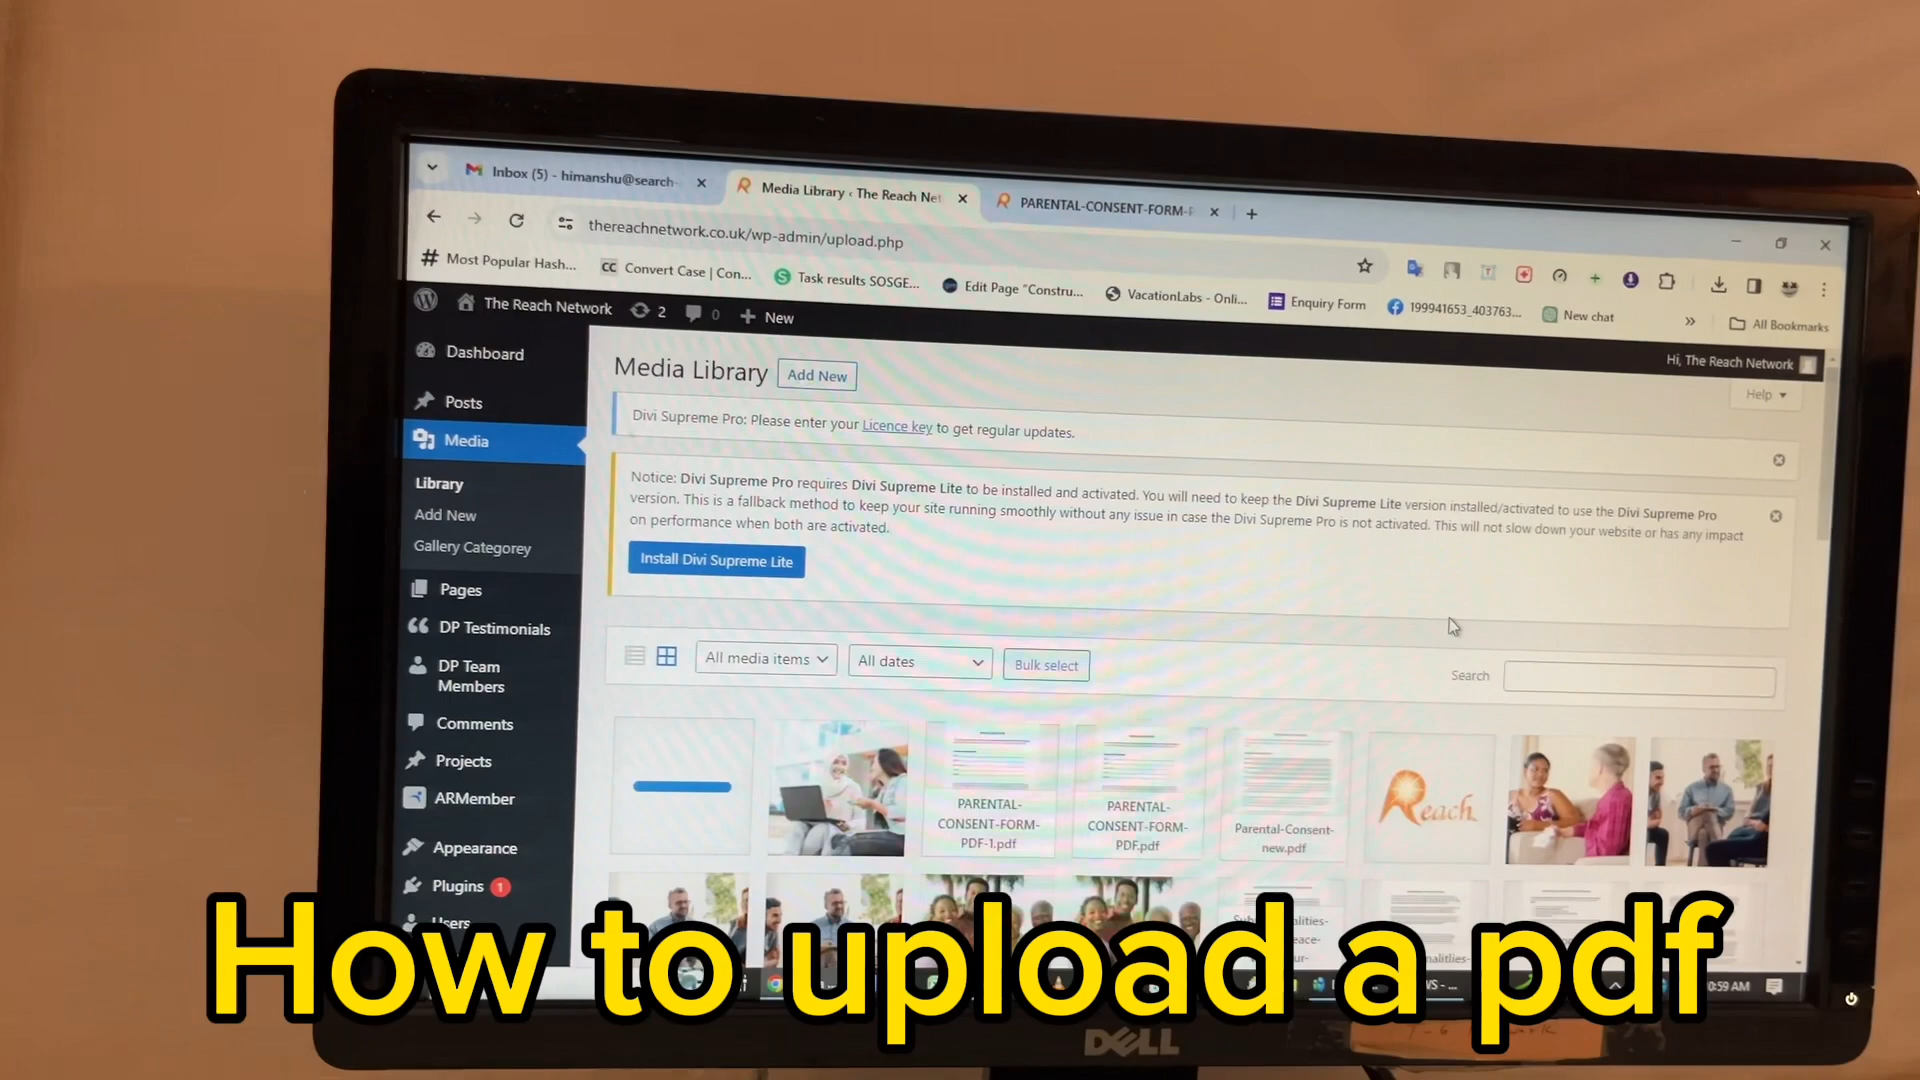 Inbox (5) - himanshu@search-
Media Library ‹ The Reach Net
PARENTAL-CONSENT-FORM-P
thereachnetwork.co.uk/wp-admin/upload.php
Most Popular Hash...
CC Convert Case | Con...
Task results SOSGE...
Edit Page "Constru...
VacationLabs - Onli...
Enquiry Form
199941653_403763...
New chat
»
All Bookmarks
The Reach Network
2
0
New
Hi, The Reach Network
Dashboard
Posts
Media
Library
Add New
Gallery Categorey
Pages
DP Testimonials
DP Team
Members
Comments
Projects
ARMember
Appearance
Plugins 1
Users
Media Library Add New
Help
Divi Supreme Pro: Please enter your Licence key to get regular updates.
Notice: Divi Supreme Pro requires Divi Supreme Lite to be installed and activated. You will need to keep the Divi Supreme Lite version installed/activated to use the Divi Supreme Pro
version. This is a fallback method to keep your site running smoothly without any issue in case the Divi Supreme Pro is not activated. This will not slow down your website or has any impact
on performance when both are activated.
Install Divi Supreme Lite
All media items
All dates
Bulk select
Search
PARENTAL-
CONSENT-FORM-
PDF-1.pdf
PARENTAL-
CONSENT-FORM-
PDF.pdf
Parental-Consent-
new.pdf
Reach
How to upload a pdf
0:59 AM
DELL